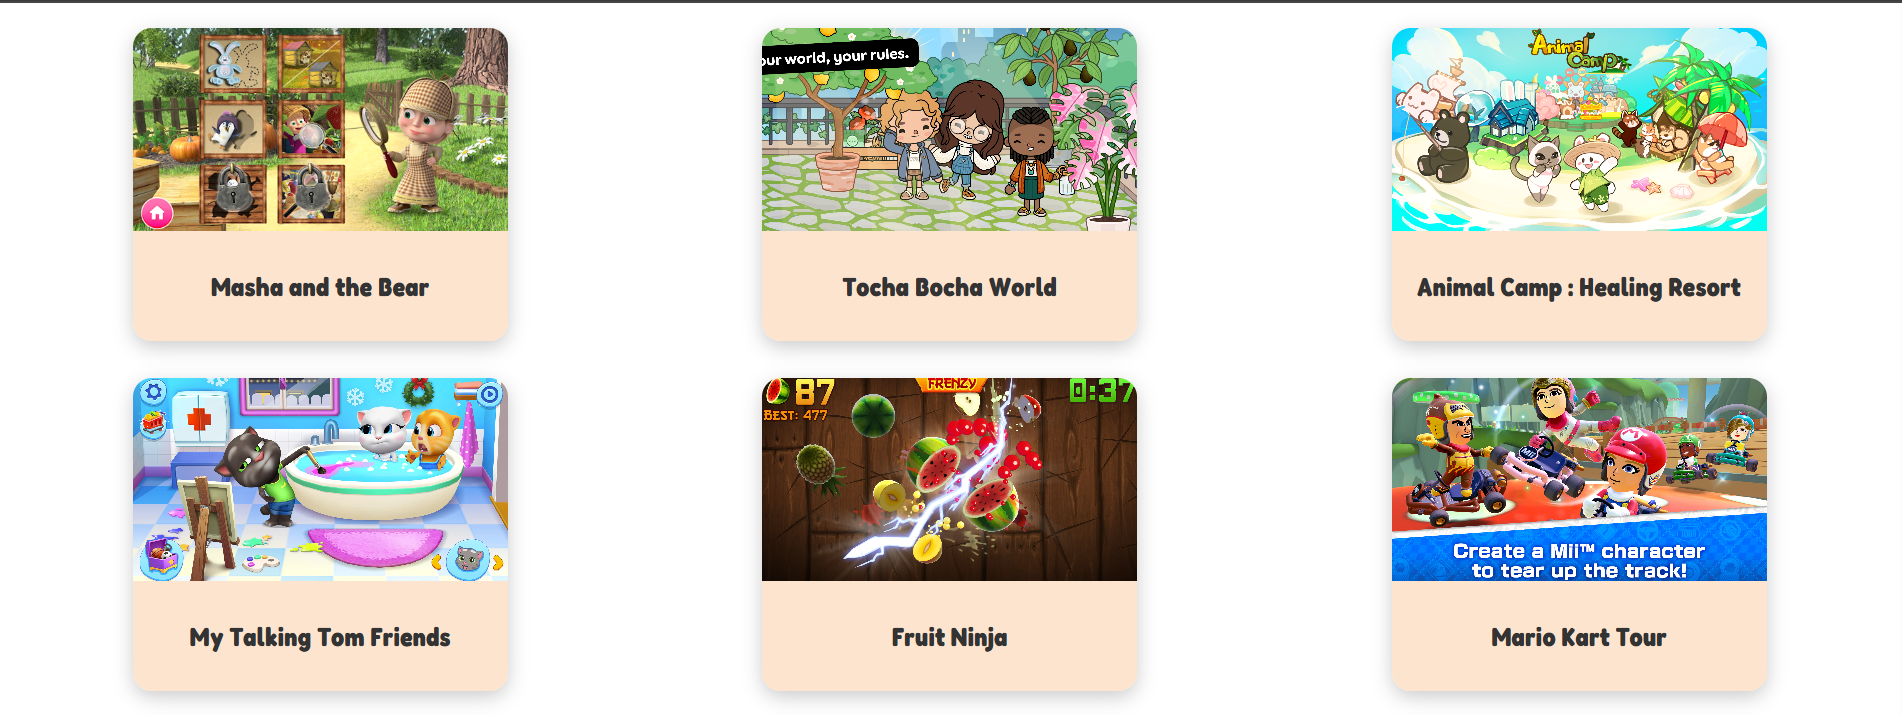 our world, your rules.
Animal
Camp
Masha and the Bear
Tocha Bocha World
Animal Camp : Healing Resort
87
BEST: 477
FRENZY
0:37
Create a Mii™ character
to tear up the track!
My Talking Tom Friends
Fruit Ninja
Mario Kart Tour